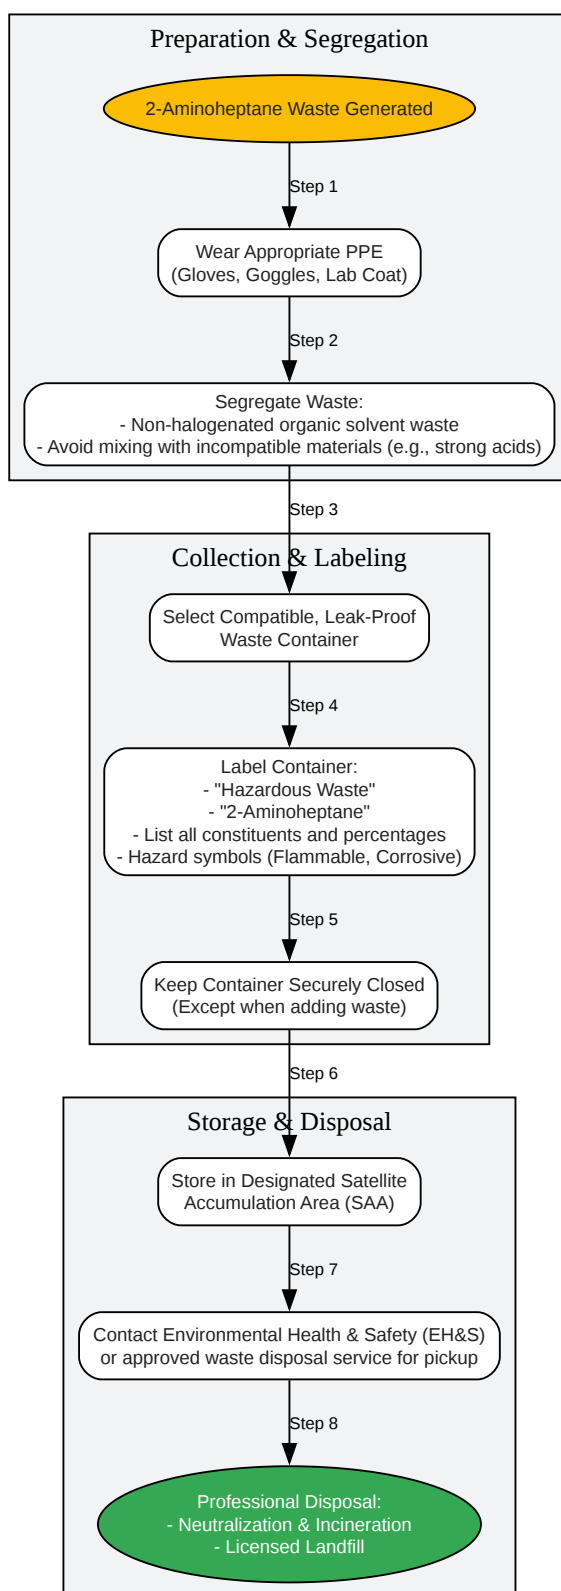 Preparation & Segregation
2-Aminoheptane Waste Generated
Step 1
Wear Appropriate PPE
(Gloves, Goggles, Lab Coat)
Step 2
Segregate Waste:
- Non-halogenated organic solvent waste
- Avoid mixing with incompatible materials (e.g., strong acids)
Step 3
Collection & Labeling
Select Compatible, Leak-Proof
Waste Container
Step 4
Label Container:
- "Hazardous Waste"
- "2-Aminoheptane"
- List all constituents and percentages
- Hazard symbols (Flammable, Corrosive)
Step 5
Keep Container Securely Closed
(Except when adding waste)
Step 6
Storage & Disposal
Store in Designated Satellite
Accumulation Area (SAA)
Step 7
Contact Environmental Health & Safety (EH&S)
or approved waste disposal service for pickup
Step 8
Professional Disposal:
- Neutralization & Incineration
- Licensed Landfill